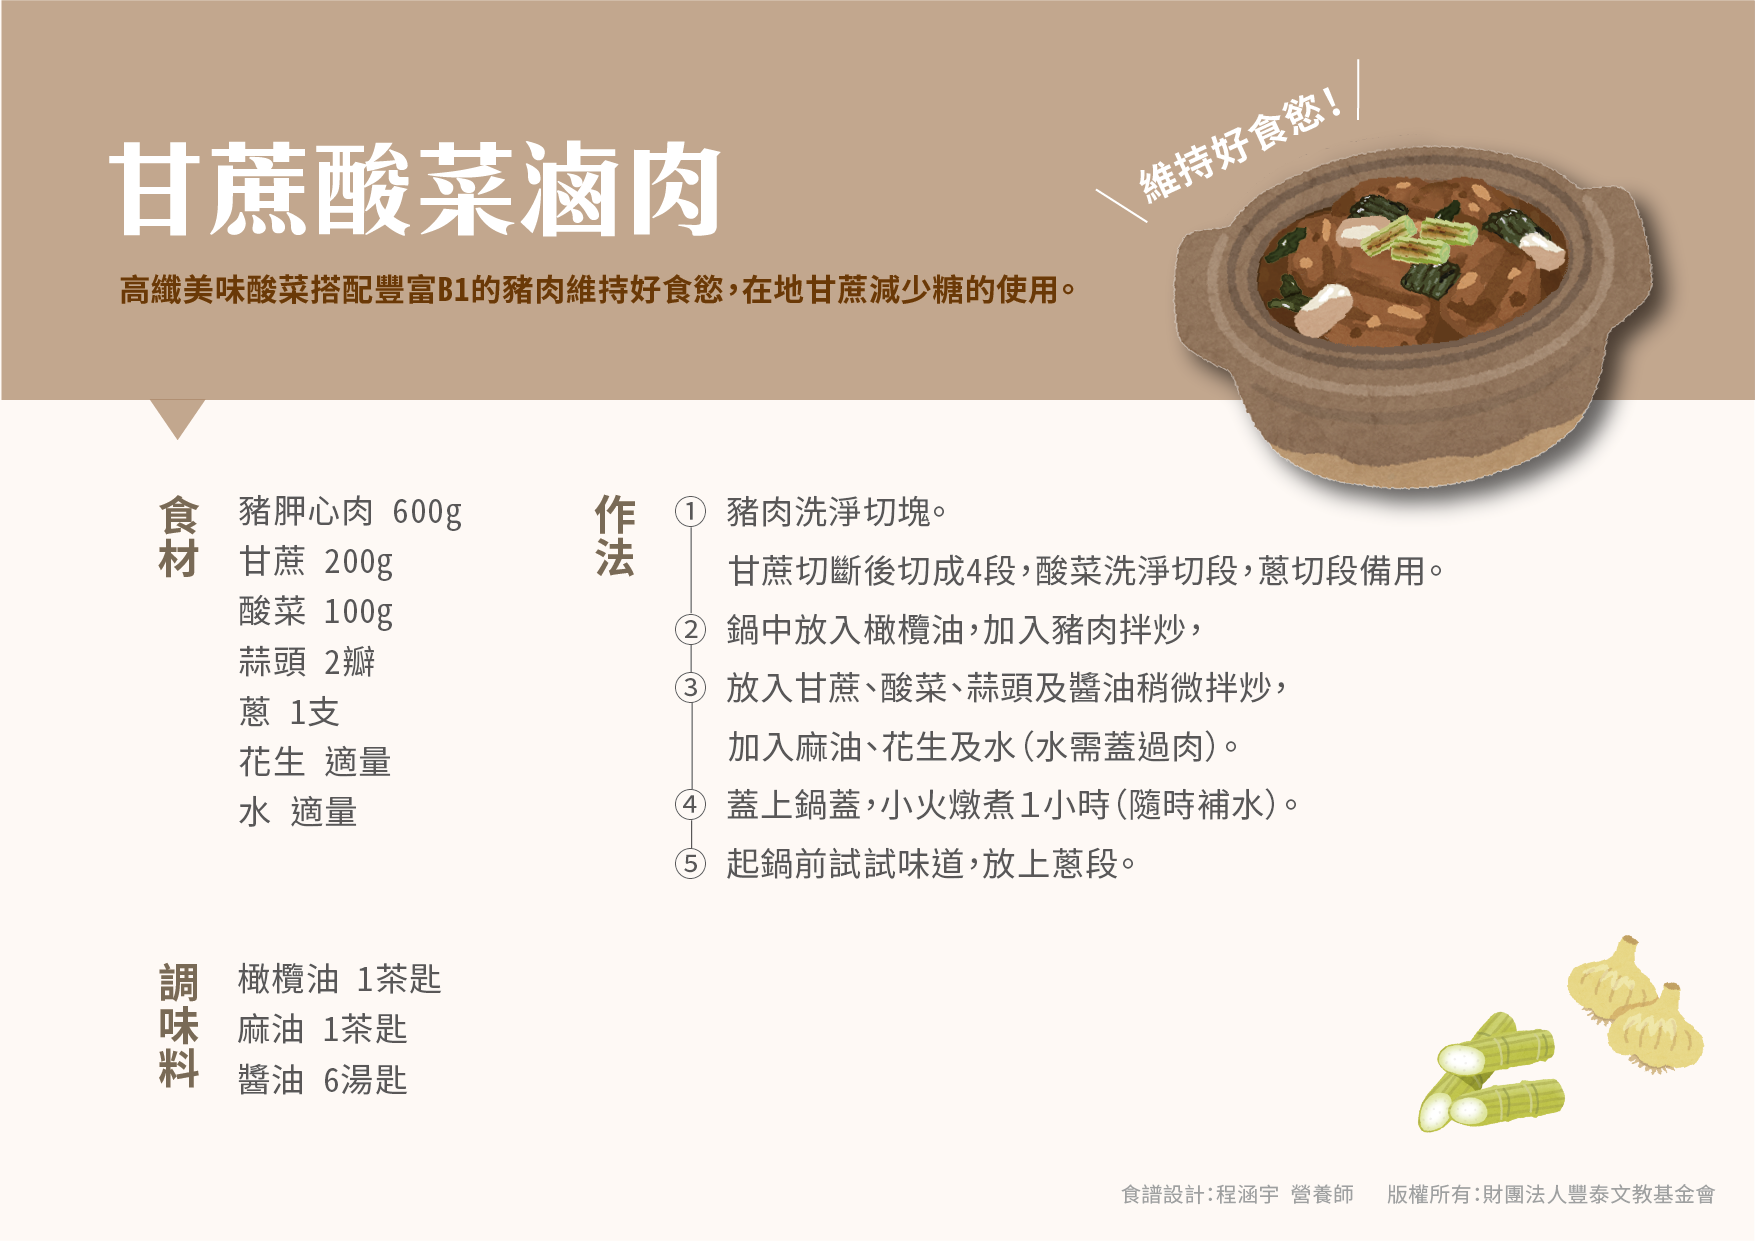 甘蔗酸菜滷肉
維持好食慾！
高纖美味酸菜搭配豐富B1的豬肉維持好食慾，在地甘蔗減少糖的使用。
食材
豬胛心肉 600g
甘蔗 200g
酸菜 100g
蒜頭 2瓣
蔥 1支
花生 適量
水 適量
作法
① 豬肉洗淨切塊。
甘蔗切斷後切成4段，酸菜洗淨切段，蔥切段備用。
② 鍋中放入橄欖油，加入豬肉拌炒，
③ 放入甘蔗、酸菜、蒜頭及醬油稍微拌炒，
加入麻油、花生及水（水需蓋過肉）。
④ 蓋上鍋蓋，小火燉煮１小時（隨時補水）。
⑤ 起鍋前試試味道，放上蔥段。
調味料
橄欖油 1茶匙
麻油 1茶匙
醬油 6湯匙
食譜設計：程涵宇 營養師 版權所有：財團法人豐泰文教基金會